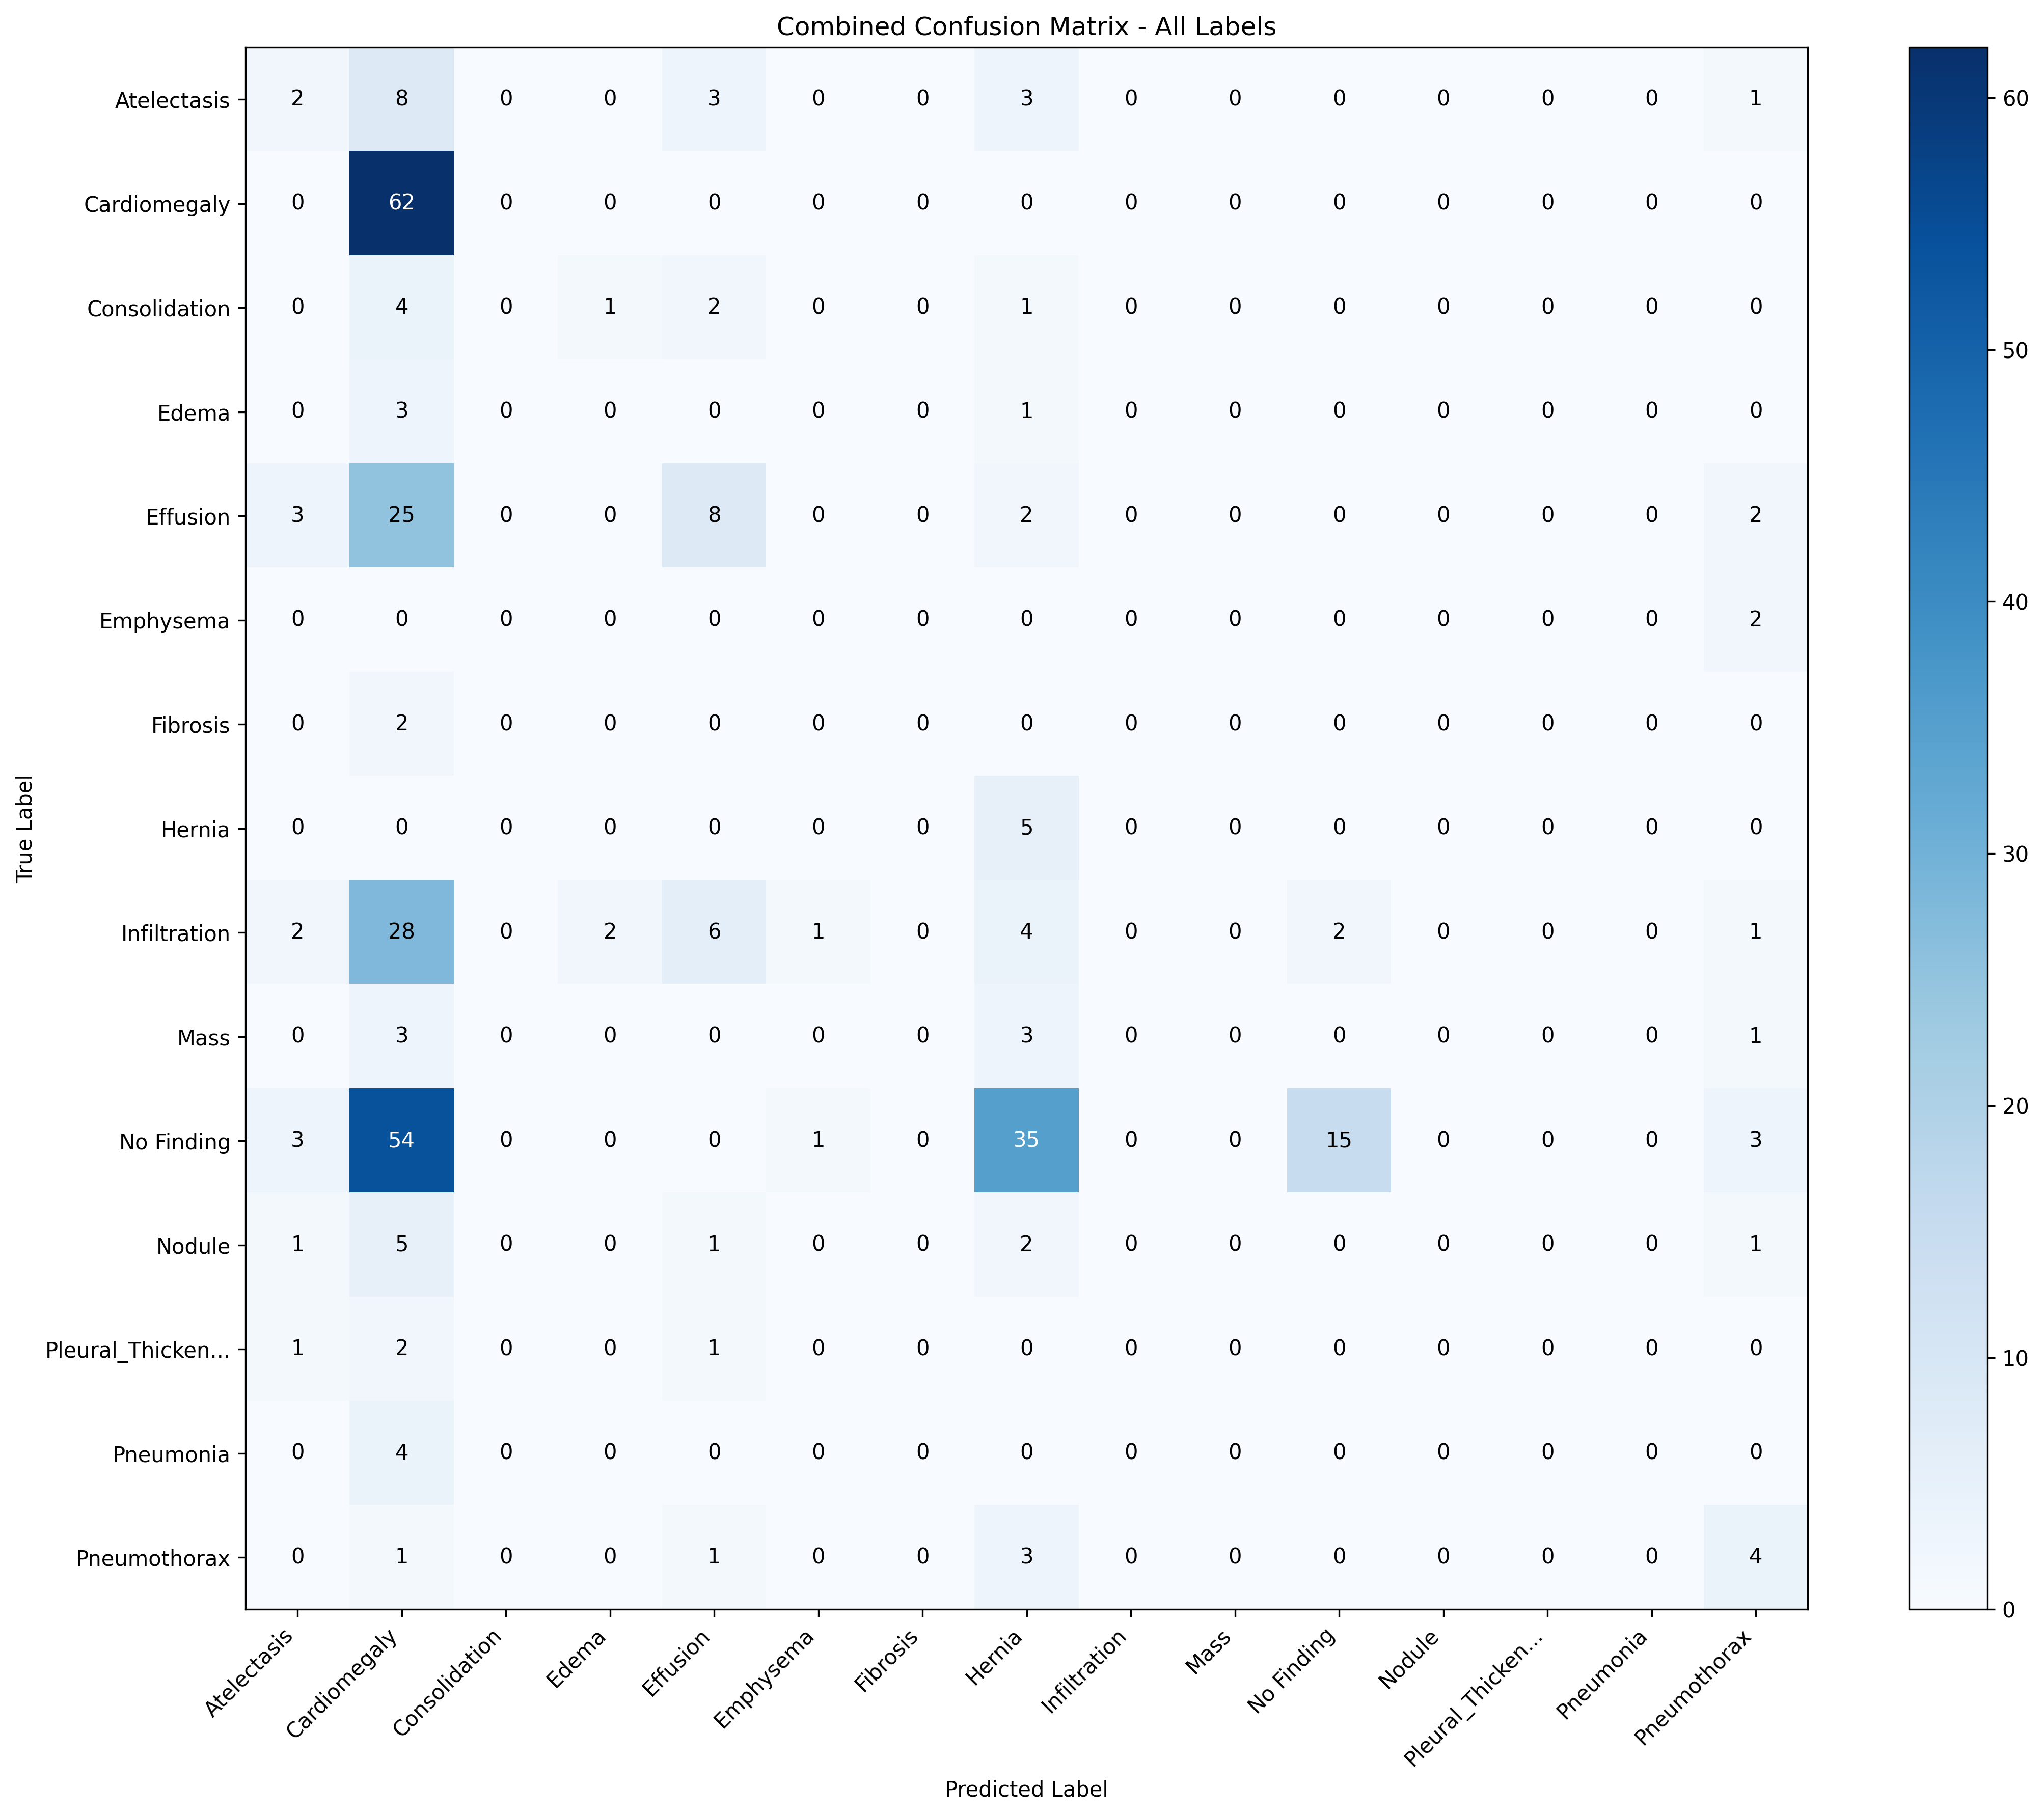 Combined Confusion Matrix - All Labels
True Label
Atelectasis 2 8 0 0 3 0 0 3 0 0 0 0 0 0 1
Cardiomegaly 0 62 0 0 0 0 0 0 0 0 0 0 0 0 0
Consolidation 0 4 0 1 2 0 0 1 0 0 0 0 0 0 0
Edema 0 3 0 0 0 0 0 1 0 0 0 0 0 0 0
Effusion 3 25 0 0 8 0 0 2 0 0 0 0 0 0 2
Emphysema 0 0 0 0 0 0 0 0 0 0 0 0 0 0 2
Fibrosis 0 2 0 0 0 0 0 0 0 0 0 0 0 0 0
Hernia 0 0 0 0 0 0 0 5 0 0 0 0 0 0 0
Infiltration 2 28 0 2 6 1 0 4 0 0 2 0 0 0 1
Mass 0 3 0 0 0 0 0 3 0 0 0 0 0 0 1
No Finding 3 54 0 0 0 1 0 35 0 0 15 0 0 0 3
Nodule 1 5 0 0 1 0 0 2 0 0 0 0 0 0 1
Pleural_Thicken... 1 2 0 0 1 0 0 0 0 0 0 0 0 0 0
Pneumonia 0 4 0 0 0 0 0 0 0 0 0 0 0 0 0
Pneumothorax 0 1 0 0 1 0 0 3 0 0 0 0 0 0 4
Atelectasis
Cardiomegaly
Consolidation
Edema
Effusion
Emphysema
Fibrosis
Hernia
Infiltration
Mass
No Finding
Nodule
Pleural_Thicken...
Pneumonia
Pneumothorax
Predicted Label
60
50
40
30
20
10
0